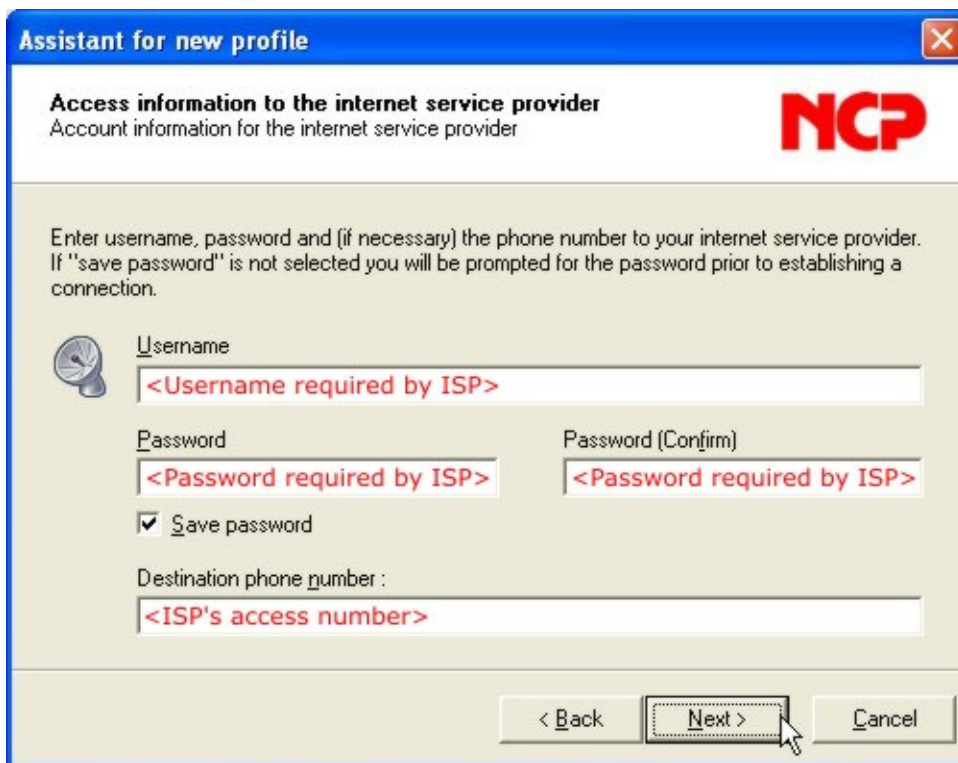 Assistant for new profile
Access information to the internet service provider
Account information for the internet service provider
NCP
Enter username, password and (if necessary) the phone number to your internet service provider.
If "save password" is not selected you will be prompted for the password prior to establishing a
connection.
Username
<Username required by ISP>
Password Password (Confirm)
<Password required by ISP> <Password required by ISP>
Save password
Destination phone number :
<ISP's access number>
< Back Next > Cancel